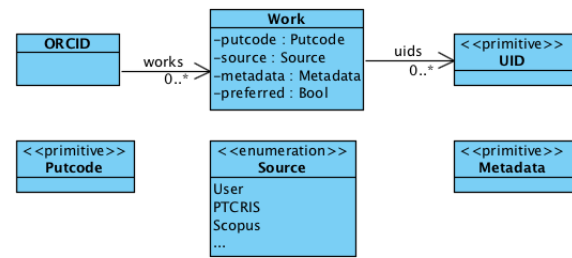 ORCID
works
0..*
Work
-putcode : Putcode
-source : Source
-metadata : Metadata
-preferred : Bool
uids
0..*
<<primitive>>
UID
<<primitive>>
Putcode
<<enumeration>>
Source
User
PTCRIS
Scopus
...
<<primitive>>
Metadata